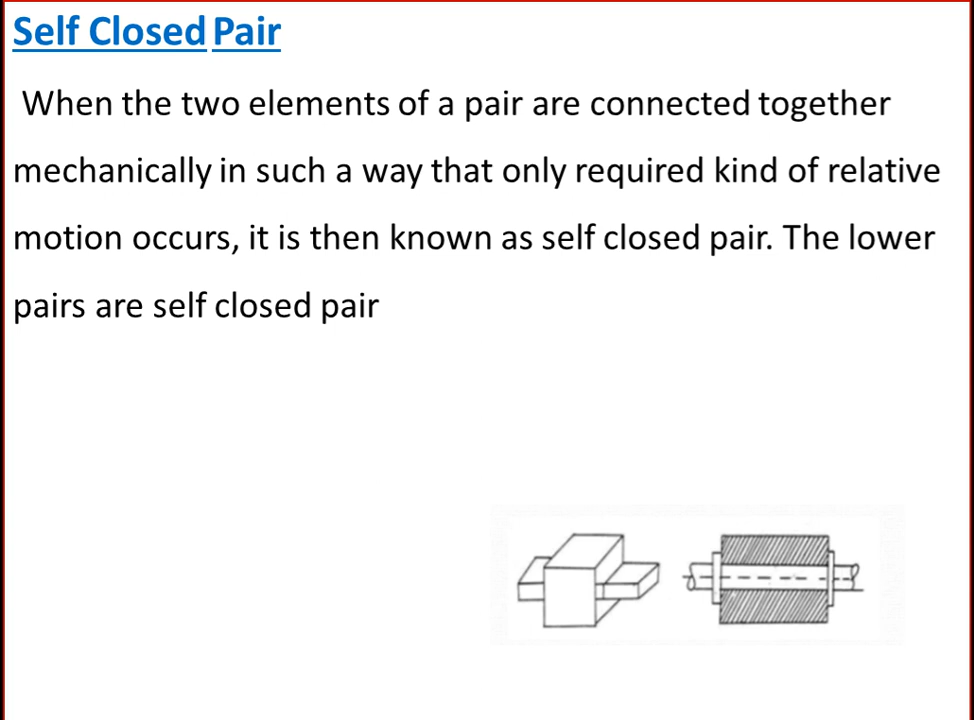 Self Closed Pair
When the two elements of a pair are connected together
mechanically in such a way that only required kind of relative
motion occurs, it is then known as self closed pair. The lower
pairs are self closed pair